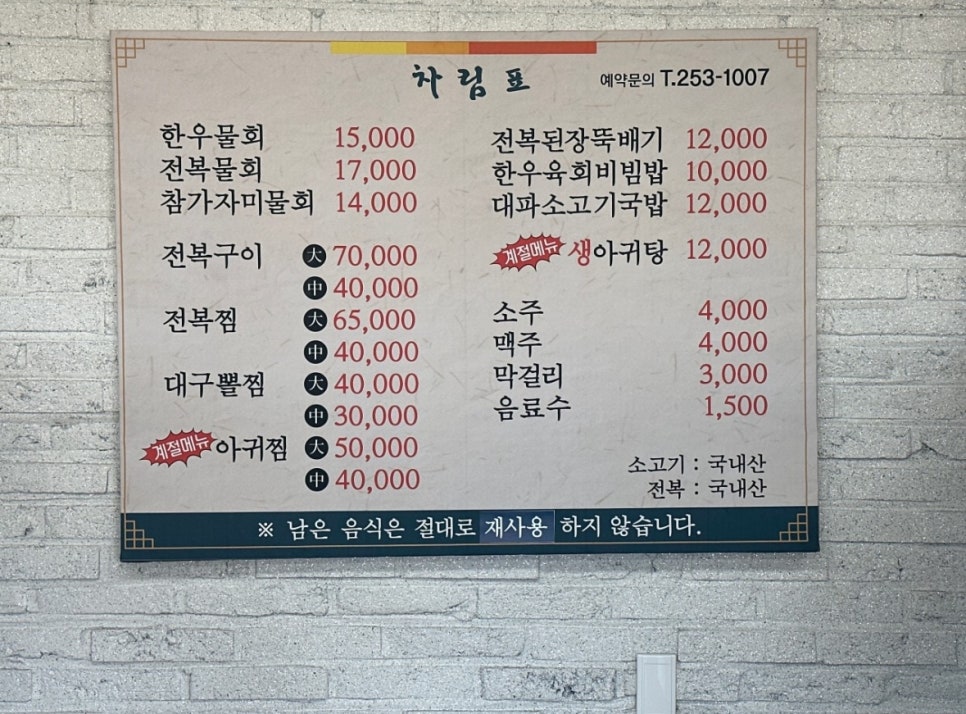 차림표
예약문의 T.253-1007
한우물회 15,000
전복물회 17,000
참가자미물회 14,000
전복구이 大 70,000
中 40,000
전복찜 大 65,000
中 40,000
대구뽈찜 大 40,000
中 30,000
계절메뉴 아귀찜 大 50,000
中 40,000
전복된장뚝배기 12,000
한우육회비빔밥 10,000
대파소고기국밥 12,000
계절메뉴 생아귀탕 12,000
소주 4,000
맥주 4,000
막걸리 3,000
음료수 1,500
소고기 : 국내산
전복 : 국내산
※ 남은 음식은 절대로 재사용 하지 않습니다.